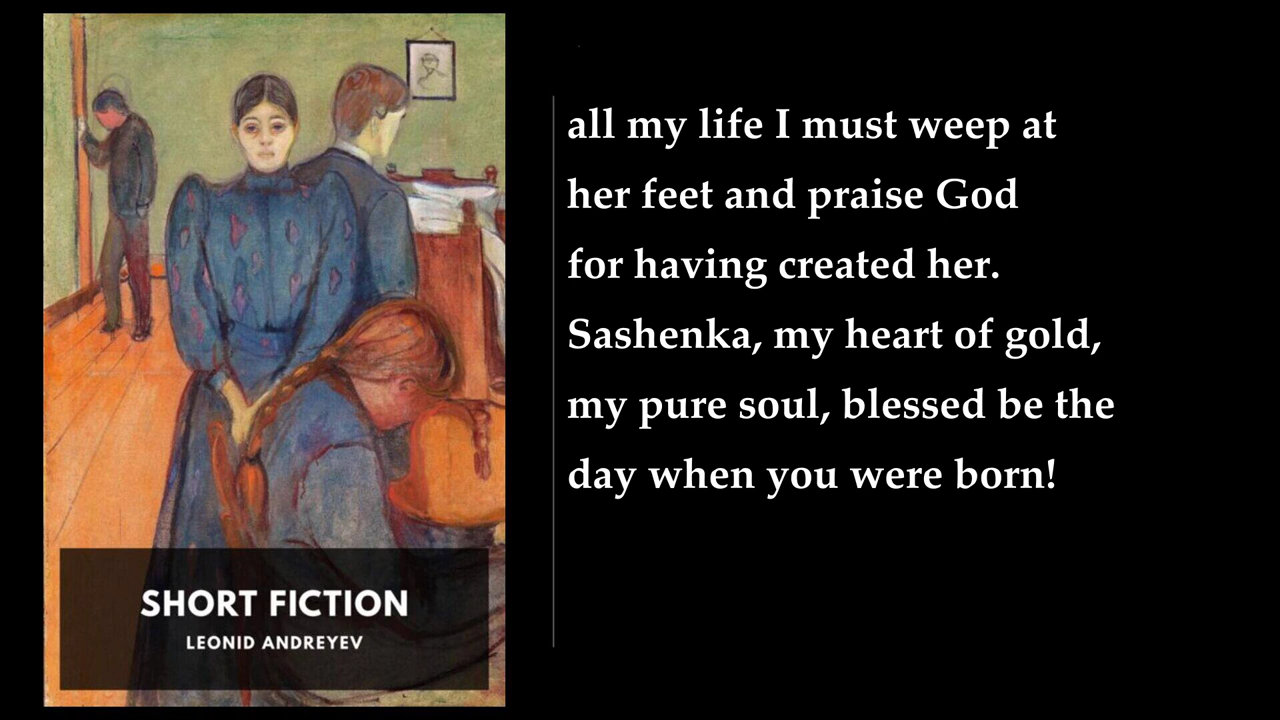 all my life I must weep at
her feet and praise God
for having created her.
Sashenka, my heart of gold,
my pure soul, blessed be the
day when you were born!
SHORT FICTION
LEONID ANDREYEV